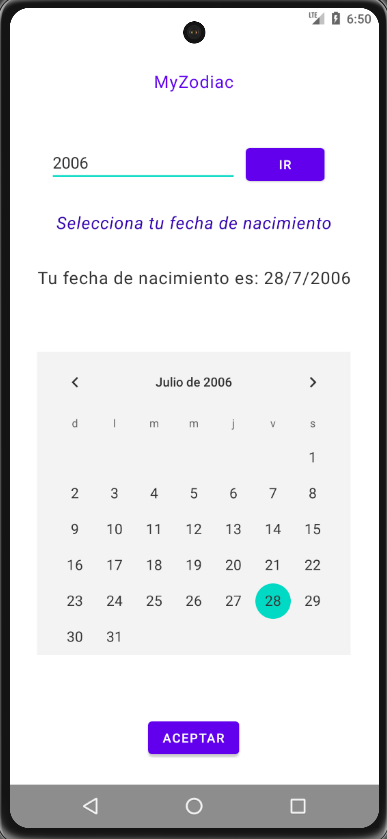 LTE 6:50
MyZodiac
2006 IR
Selecciona tu fecha de nacimiento
Tu fecha de nacimiento es: 28/7/2006
Julio de 2006
d l m m j v s
1
2 3 4 5 6 7 8
9 10 11 12 13 14 15
16 17 18 19 20 21 22
23 24 25 26 27 28 29
30 31
ACEPTAR